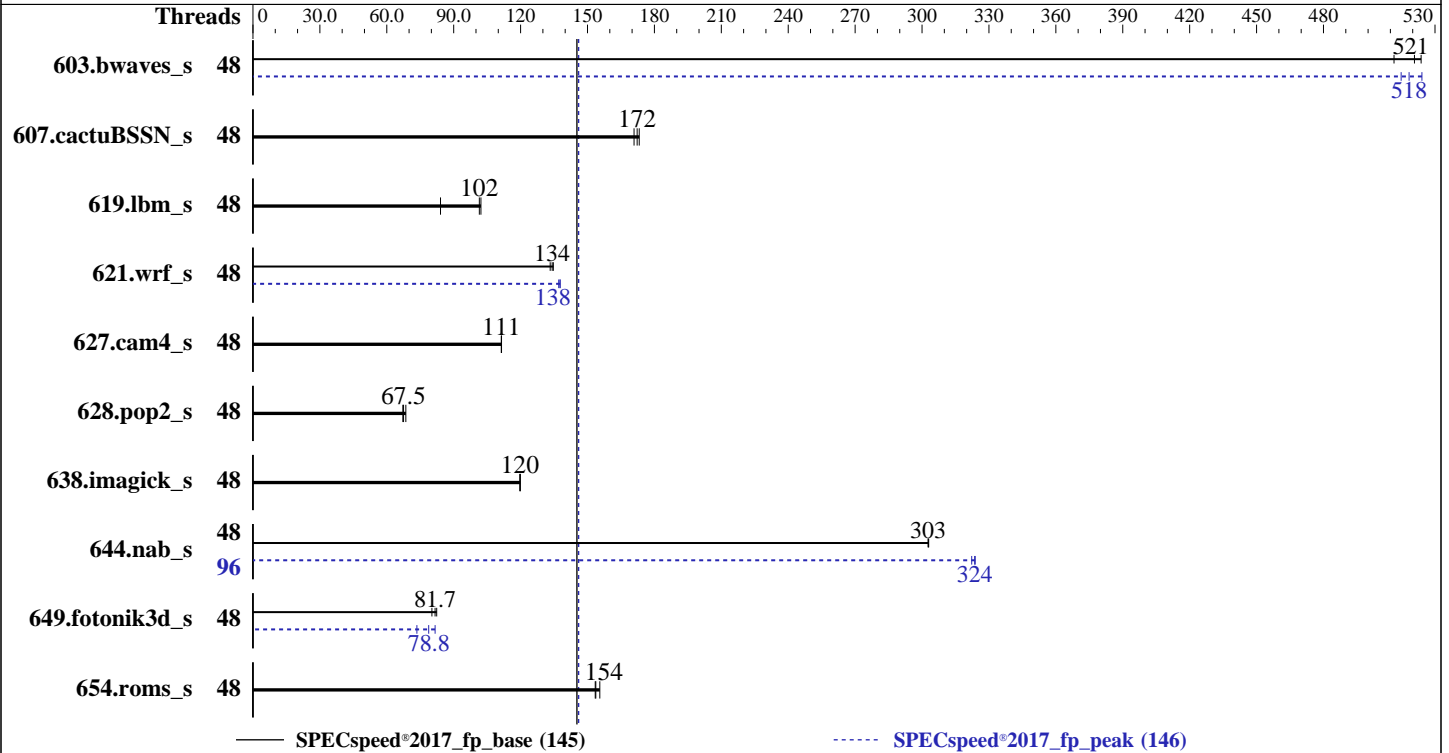 Threads 0 30.0 60.0 90.0 120 150 180 210 240 270 300 330 360 390 420 450 480 530
603.bwaves_s 48 521
518
607.cactuBSSN_s 48 172
619.lbm_s 48 102
621.wrf_s 48 134
138
627.cam4_s 48 111
628.pop2_s 48 67.5
638.imagick_s 48 120
644.nab_s 48 303
96 324
649.fotonik3d_s 48 81.7
78.8
654.roms_s 48 154
SPECspeed®2017_fp_base (145) SPECspeed®2017_fp_peak (146)